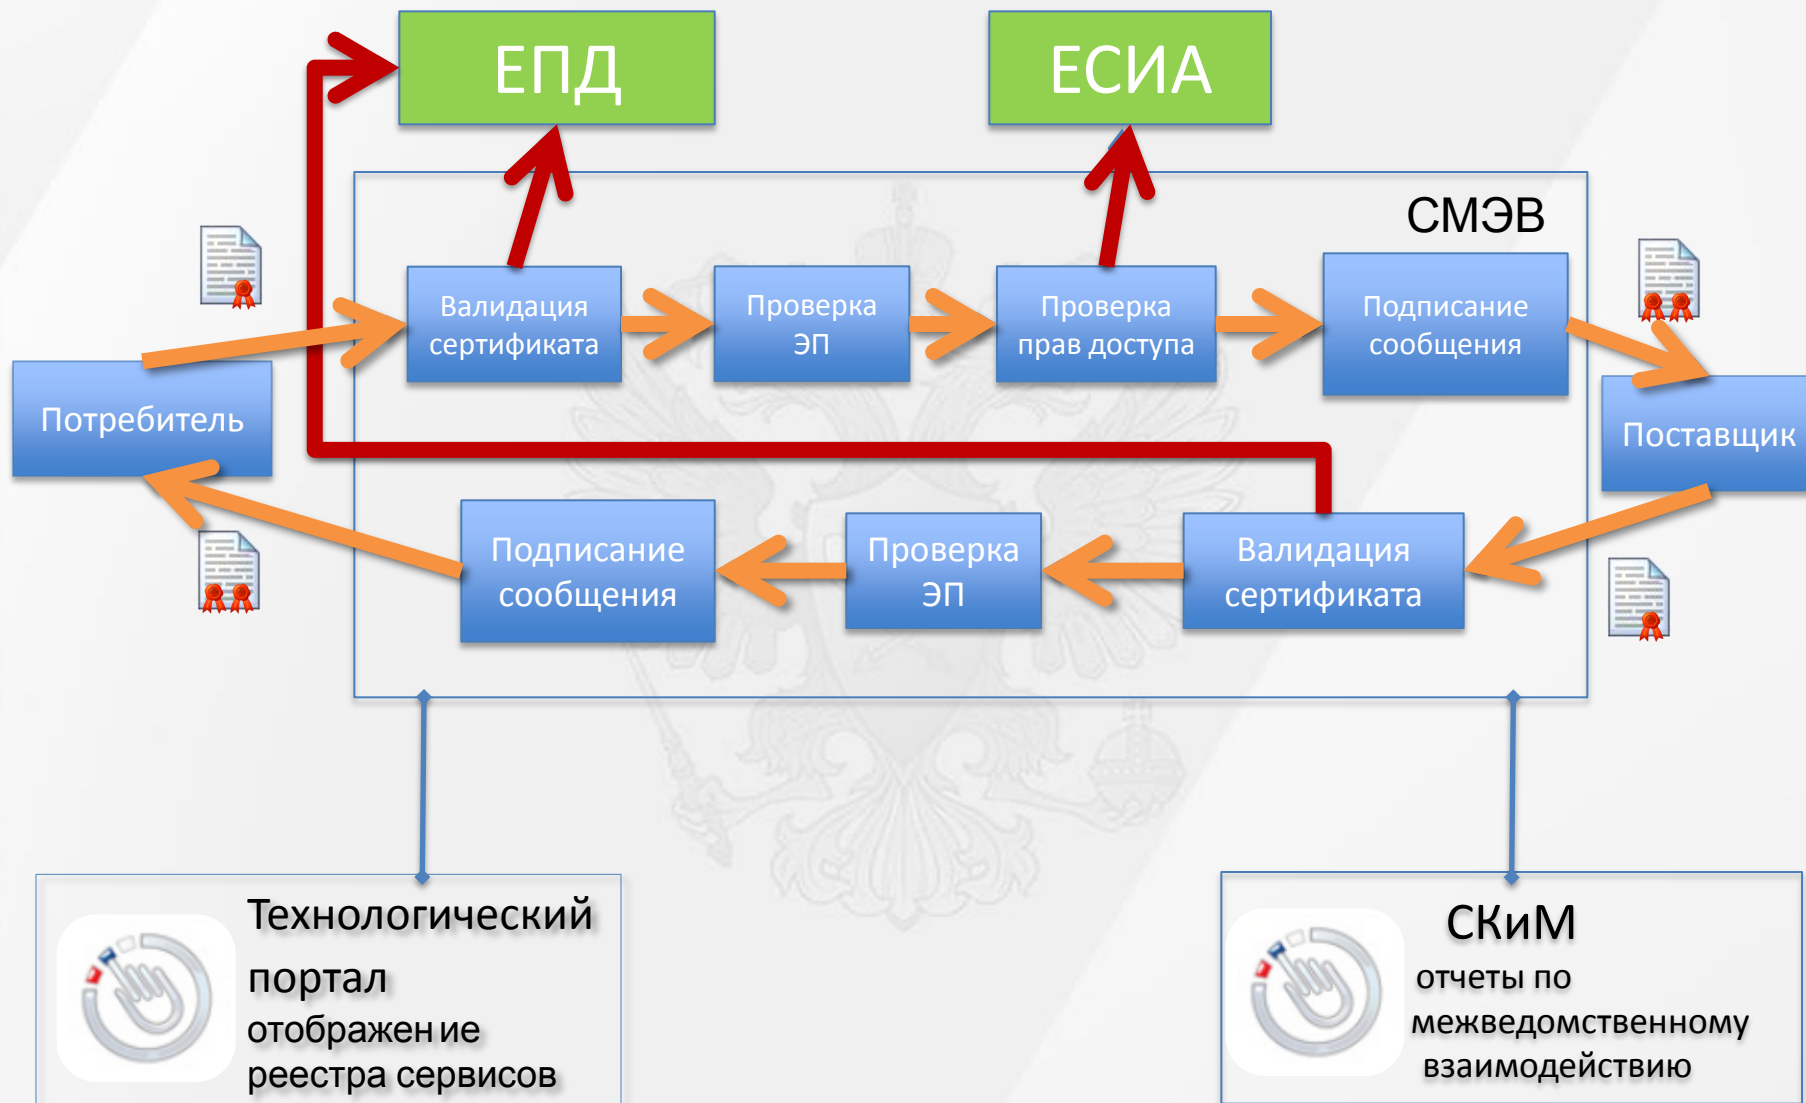 ЕПД
ЕСИА
СМЭВ
Валидация
сертификата
Проверка
ЭП
Проверка
прав доступа
Подписание
сообщения
Потребитель
Поставщик
Подписание
сообщения
Проверка
ЭП
Валидация
сертификата
Технологический
портал
отображение
реестра сервисов
СКиМ
отчеты по
межведомственному
взаимодействию